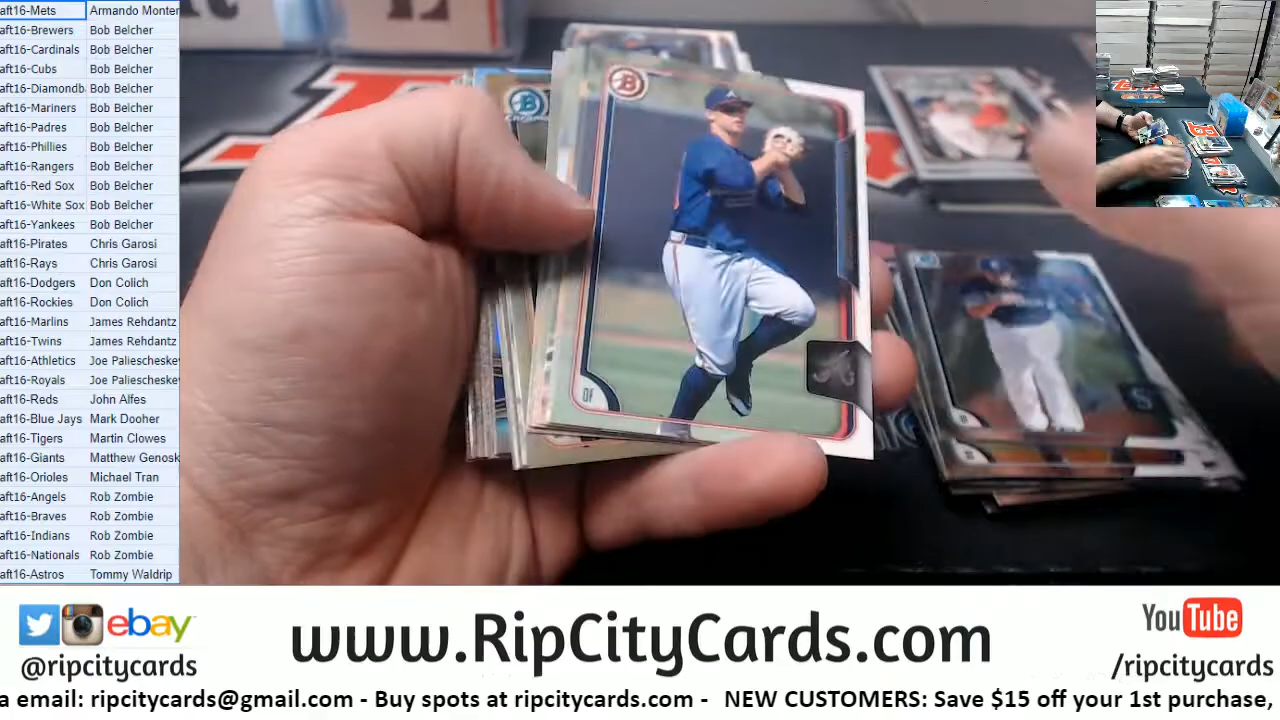 aft16-Mets Armando Monter
aft16-Brewers Bob Belcher
aft16-Cardinals Bob Belcher
aft16-Cubs Bob Belcher
aft16-Diamondb Bob Belcher
aft16-Mariners Bob Belcher
aft16-Padres Bob Belcher
aft16-Phillies Bob Belcher
aft16-Rangers Bob Belcher
aft16-Red Sox Bob Belcher
aft16-White Sox Bob Belcher
aft16-Yankees Bob Belcher
aft16-Pirates Chris Garosi
aft16-Rays Chris Garosi
aft16-Dodgers Don Colich
aft16-Rockies Don Colich
aft16-Marlins James Rehdantz
aft16-Twins James Rehdantz
aft16-Athletics Joe Paliescheskey
aft16-Royals Joe Paliescheskey
aft16-Reds John Alfes
aft16-Blue Jays Mark Dooher
aft16-Tigers Martin Clowes
aft16-Giants Matthew Genosk
aft16-Orioles Michael Tran
aft16-Angels Rob Zombie
aft16-Braves Rob Zombie
aft16-Indians Rob Zombie
aft16-Nationals Rob Zombie
aft16-Astros Tommy Waldrip
B
B
Chrome
OF
A
ebay
@ripcitycards
www.RipCityCards.com
YouTube
/ripcitycards
a email: ripcitycards@gmail.com - Buy spots at ripcitycards.com - NEW CUSTOMERS: Save $15 off your 1st purchase,